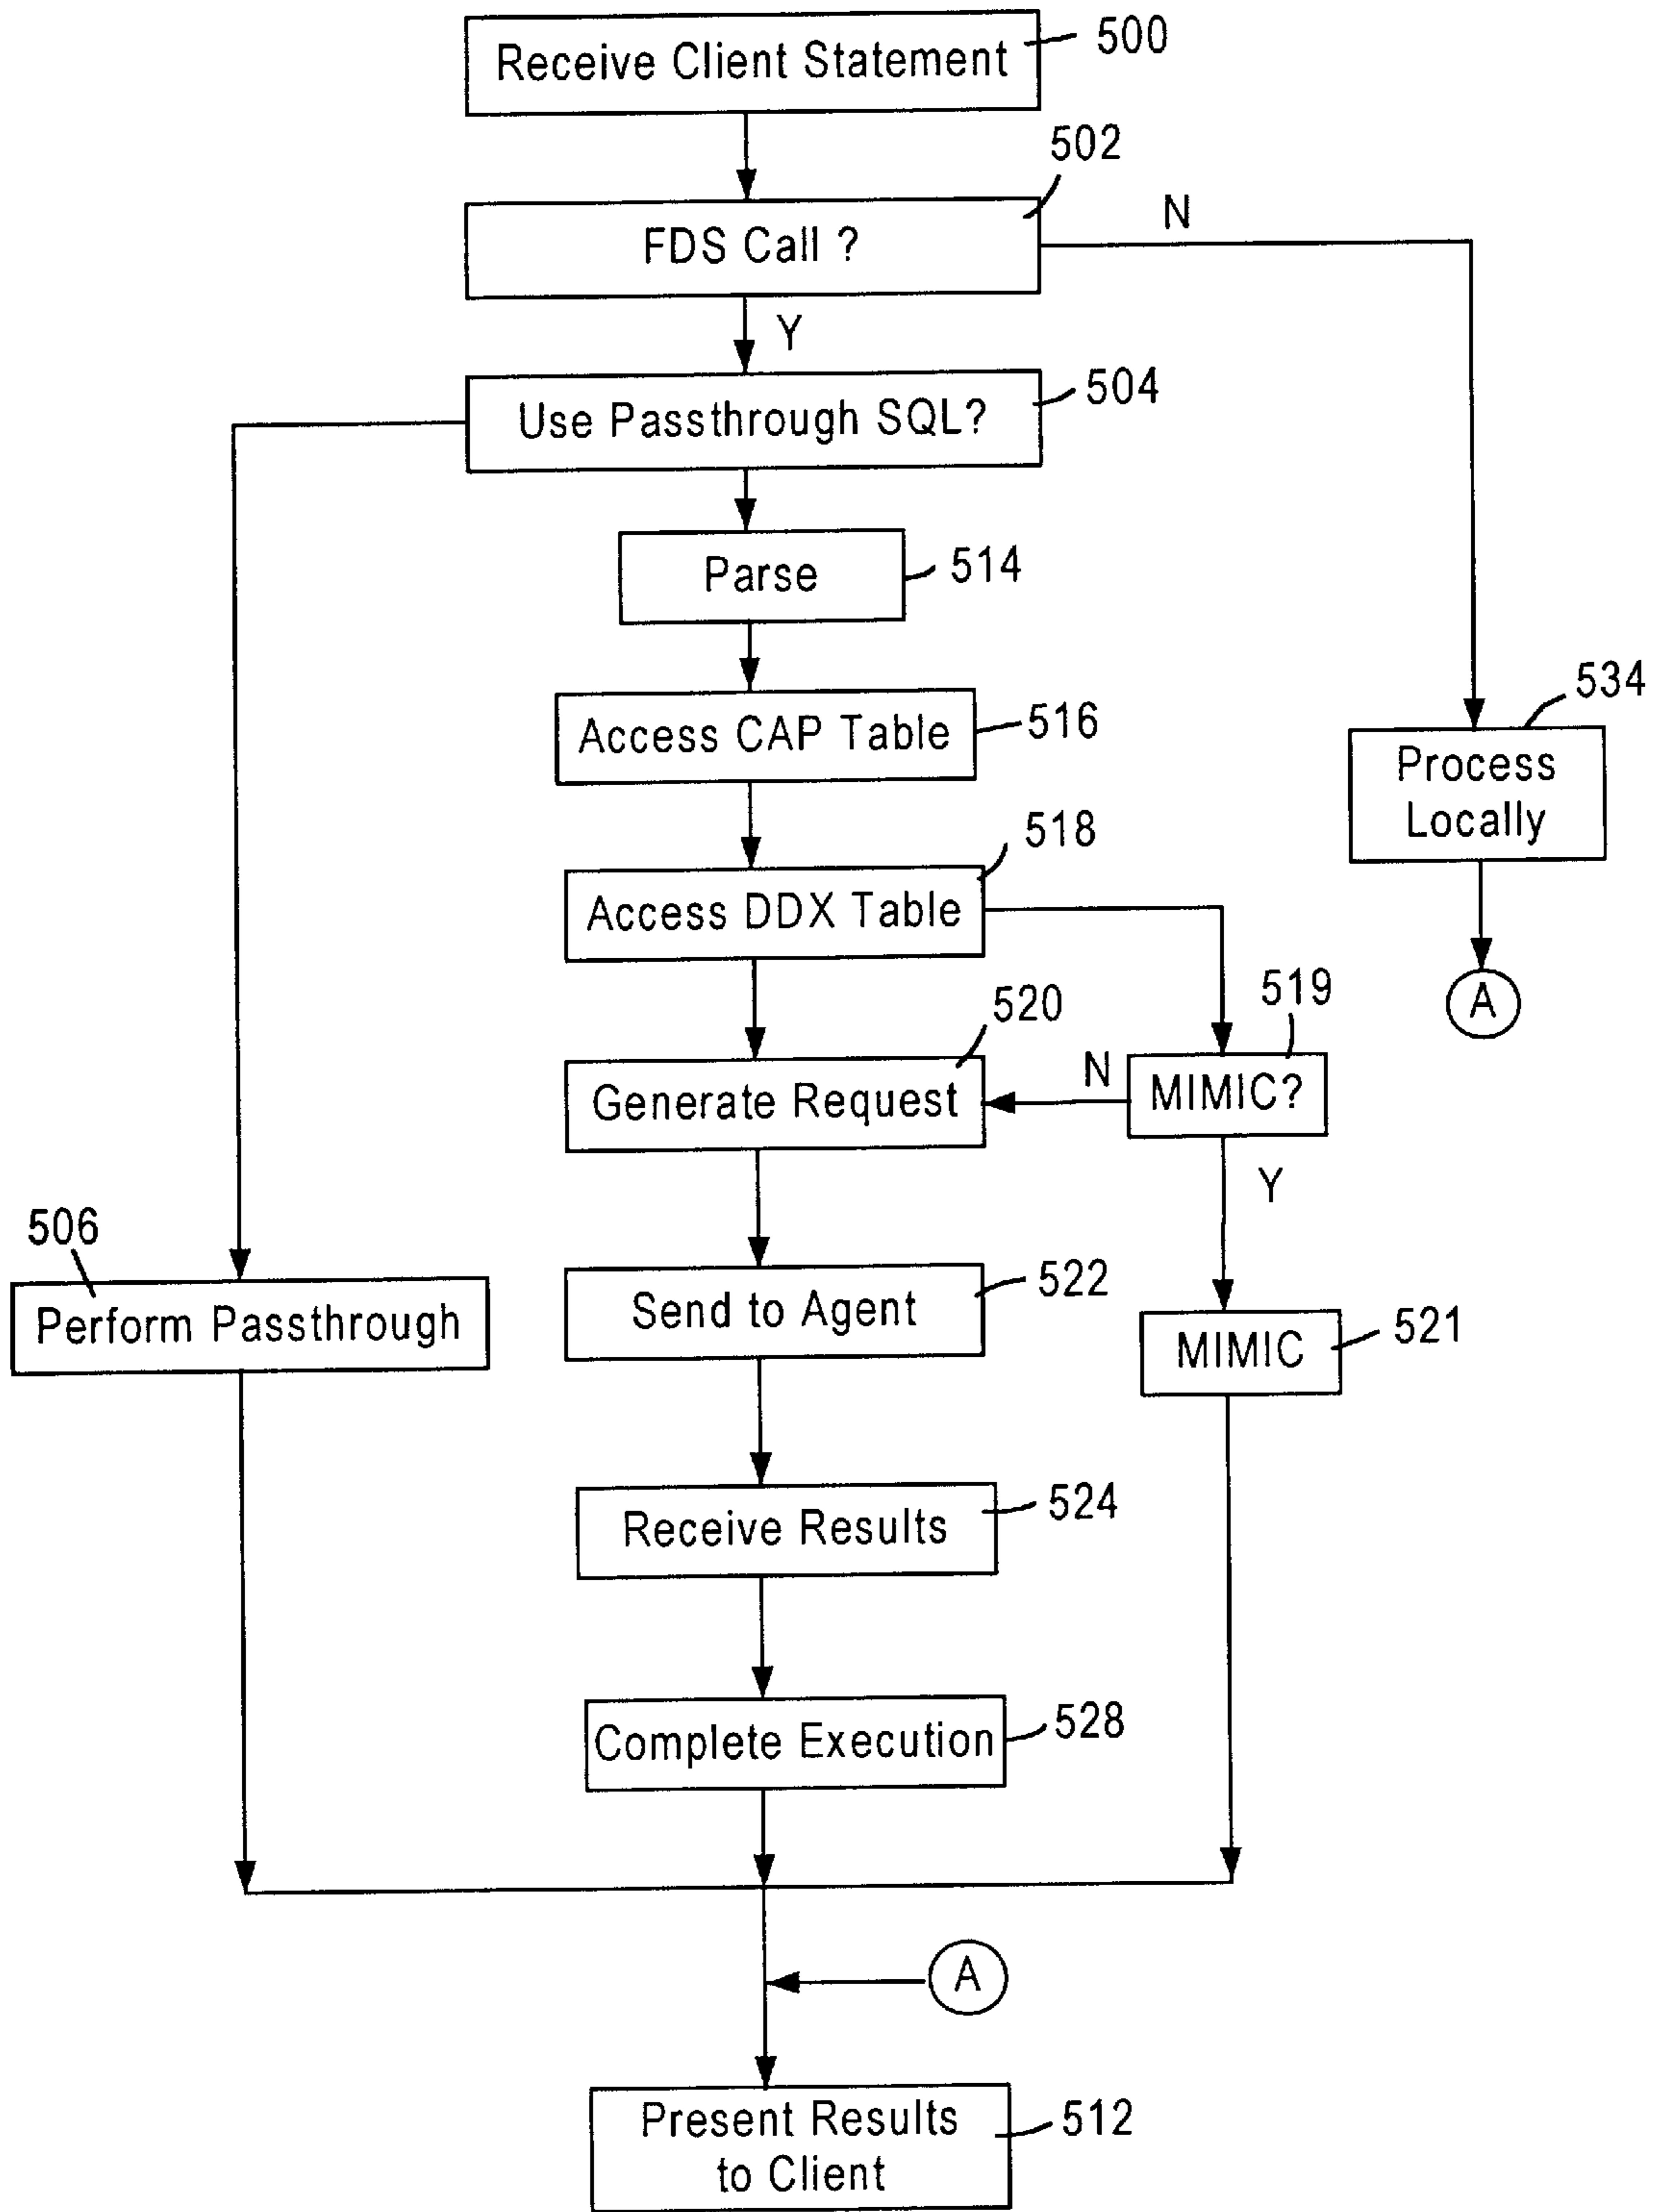 Receive Client Statement
500
502
FDS Call ?
N
Y
Use Passthrough SQL?
504
Parse
514
Access CAP Table
516
534
Process
Locally
518
Access DDX Table
A
519
520
Generate Request
N
MIMIC?
Y
506
Perform Passthrough
Send to Agent
522
MIMIC
521
Receive Results
524
Complete Execution
528
A
Present Results
to Client
512